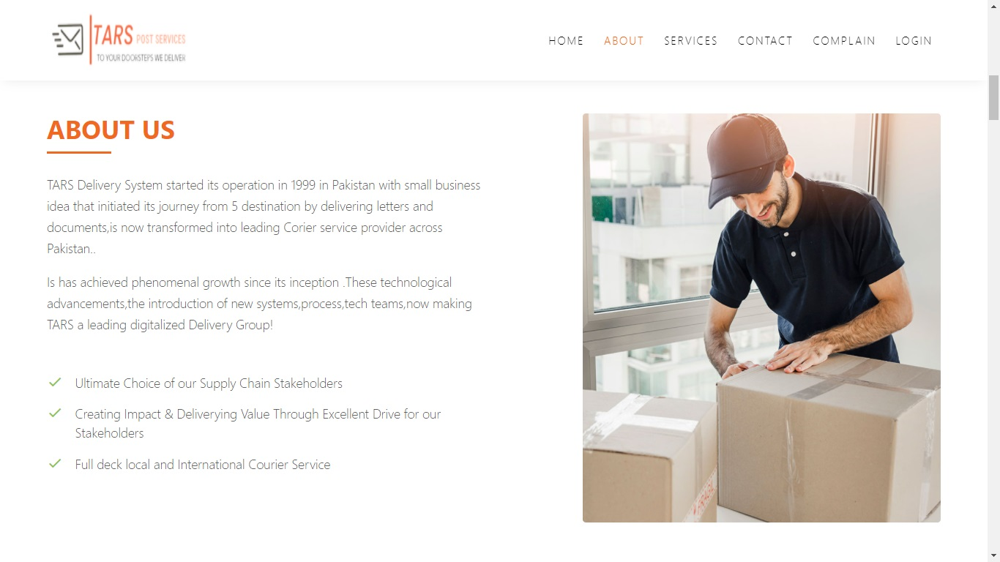 TARS POST SERVICES
TO YOUR DOORSTEPS WE DELIVER
HOME ABOUT SERVICES CONTACT COMPLAIN LOGIN
ABOUT US
TARS Delivery System started its operation in 1999 in Pakistan with small business
idea that initiated its journey from 5 destination by delivering letters and
documents,is now transformed into leading Corier service provider across
Pakistan..
Is has achieved phenomenal growth since its inception .These technological
advancements,the introduction of new systems,process,tech teams,now making
TARS a leading digitalized Delivery Group!
Ultimate Choice of our Supply Chain Stakeholders
Creating Impact & Deliverying Value Through Excellent Drive for our
Stakeholders
Full deck local and International Courier Service
FRAGIL